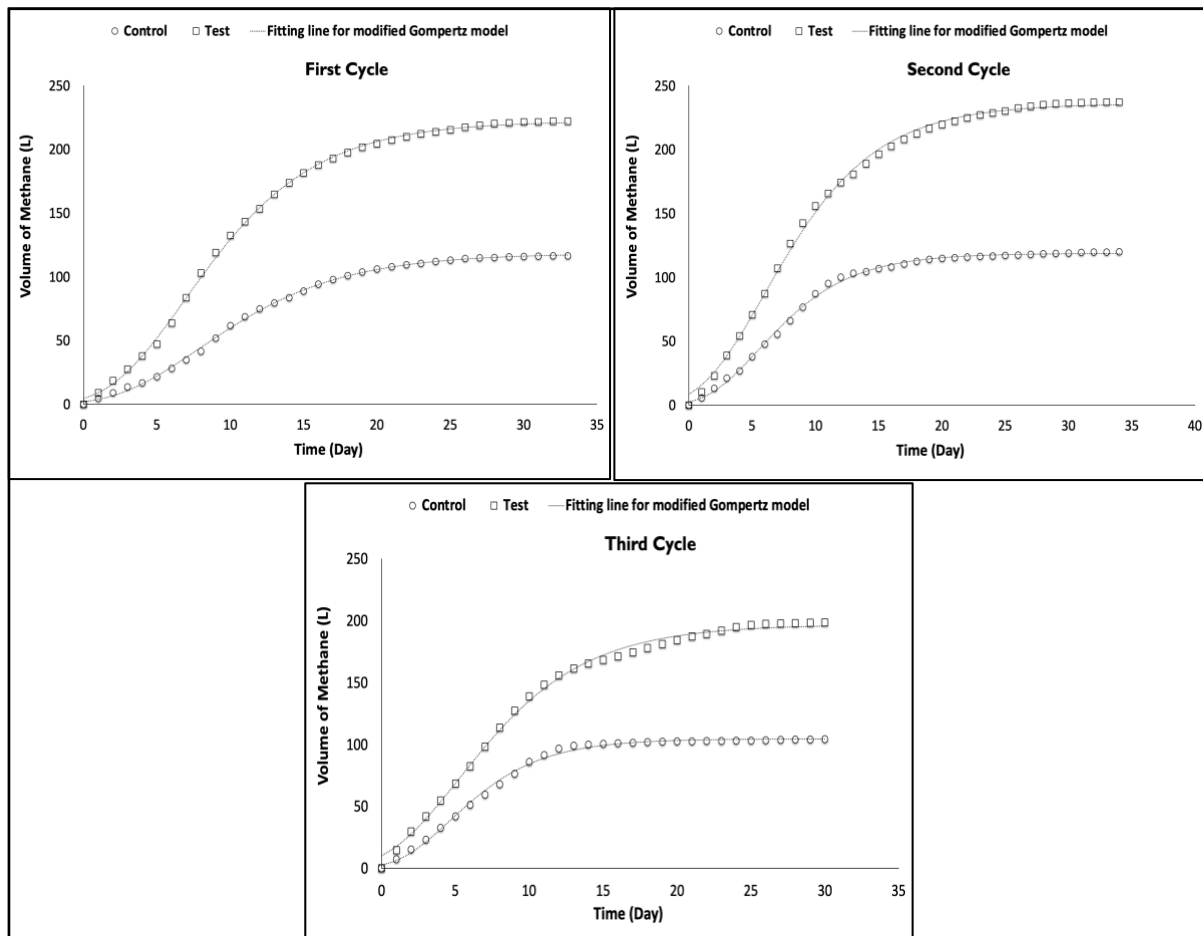 Control Test Fitting line for modified Gompertz model
First Cycle
Volume of Methane (L)
250
200
150
100
50
0
0 5 10 15 20 25 30 35
Time (Day)
Control Test Fitting line for modified Gompertz model
Second Cycle
Volume of Methane (L)
250
200
150
100
50
0
0 5 10 15 20 25 30 35 40
Time (Day)
Control Test Fitting line for modified Gompertz model
Third Cycle
Volume of Methane (L)
250
200
150
100
50
0
0 5 10 15 20 25 30 35
Time (Day)